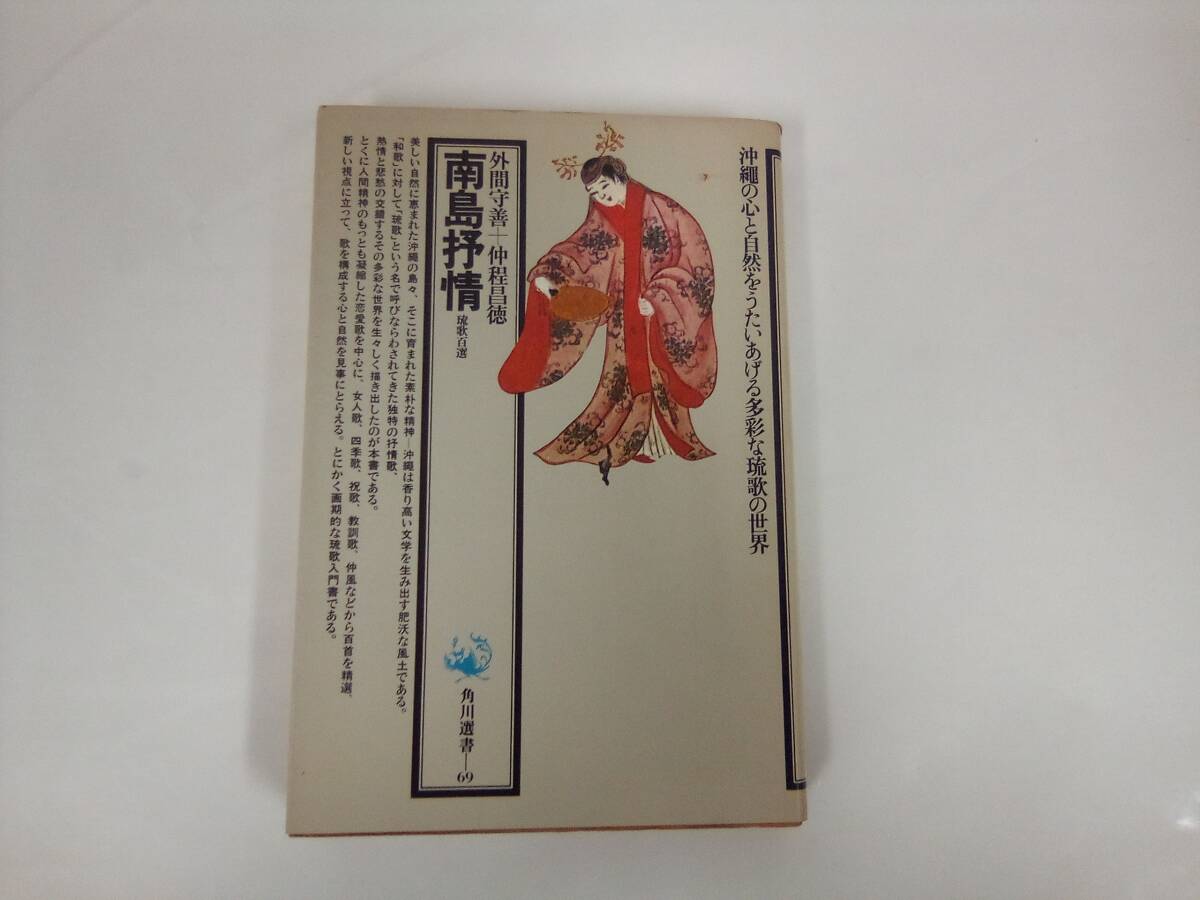 沖縄の心と自然をうたいあげる多彩な琉歌の世界
外間守善+仲程昌徳
南島抒情
琉歌百選
角川選書—69
美しい自然に恵まれた沖縄の島々、そこに育まれた素朴な精神—沖縄は香り高い文学を生み出す肥沃な風土である。
「和歌」に対して「琉歌」という名で呼びならわされてきた独特の抒情歌、
熱情と悲愁の交錯するその多彩な世界を生々しく描き出したのが本書である。
とくに人間精神のもっとも凝縮した恋愛歌を中心に、女人歌、四季歌、祝歌、教訓歌、仲風などから百首を精選、
新しい視点に立って、歌を構成する心と自然を見事にとらえる。とにかく画期的な琉歌入門書である。